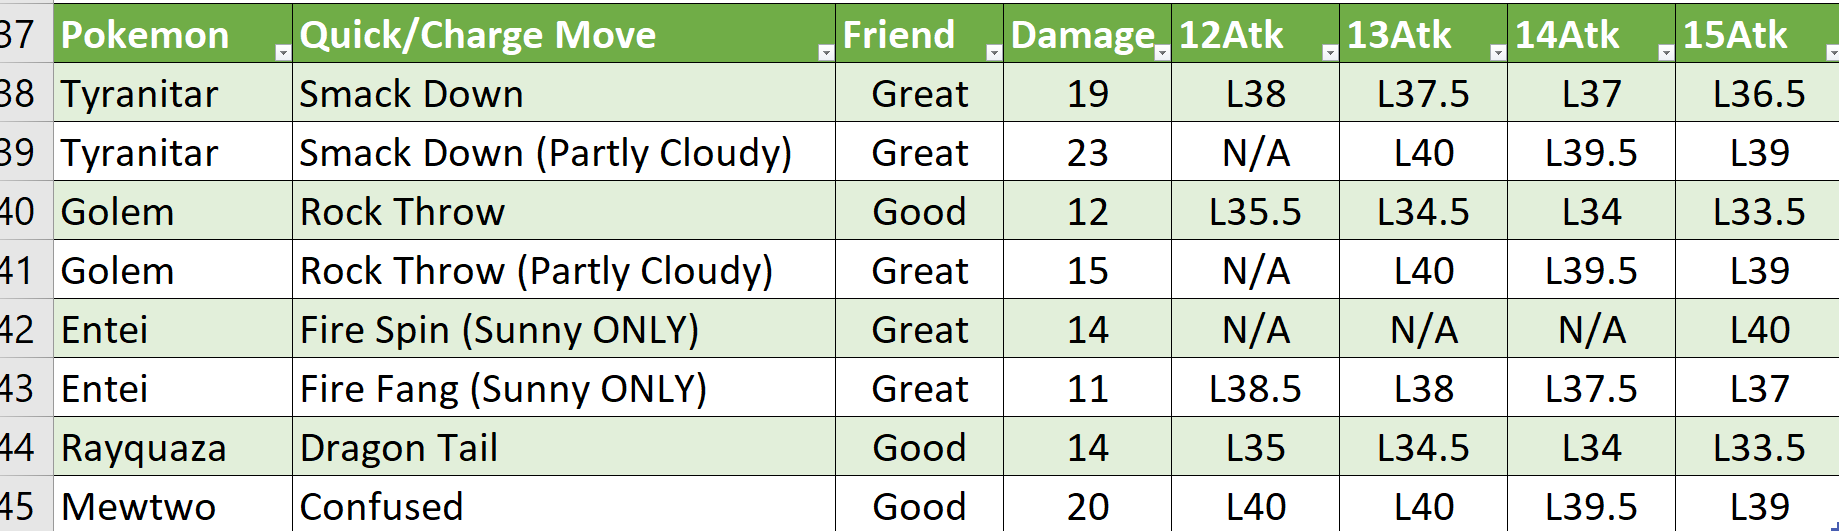 37 Pokemon Quick/Charge Move Friend Damage 12Atk 13Atk 14Atk 15Atk
38 Tyranitar Smack Down Great 19 L38 L37.5 L37 L36.5
39 Tyranitar Smack Down (Partly Cloudy) Great 23 N/A L40 L39.5 L39
40 Golem Rock Throw Good 12 L35.5 L34.5 L34 L33.5
41 Golem Rock Throw (Partly Cloudy) Great 15 N/A L40 L39.5 L39
42 Entei Fire Spin (Sunny ONLY) Great 14 N/A N/A N/A L40
43 Entei Fire Fang (Sunny ONLY) Great 11 L38.5 L38 L37.5 L37
44 Rayquaza Dragon Tail Good 14 L35 L34.5 L34 L33.5
45 Mewtwo Confused Good 20 L40 L40 L39.5 L39